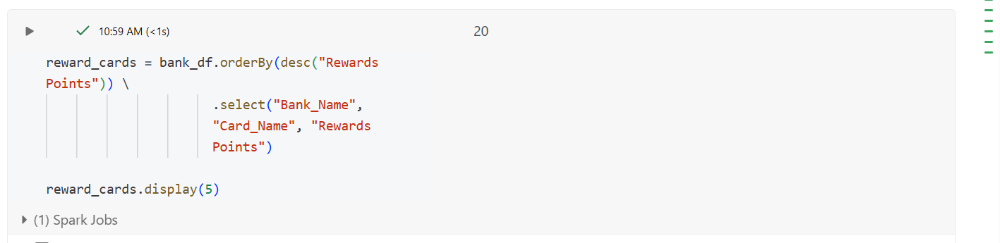 10:59 AM (<1s)
20
reward_cards = bank_df.orderBy(desc("Rewards
Points")) \
.select("Bank_Name",
"Card_Name", "Rewards
Points")
reward_cards.display(5)
(1) Spark Jobs